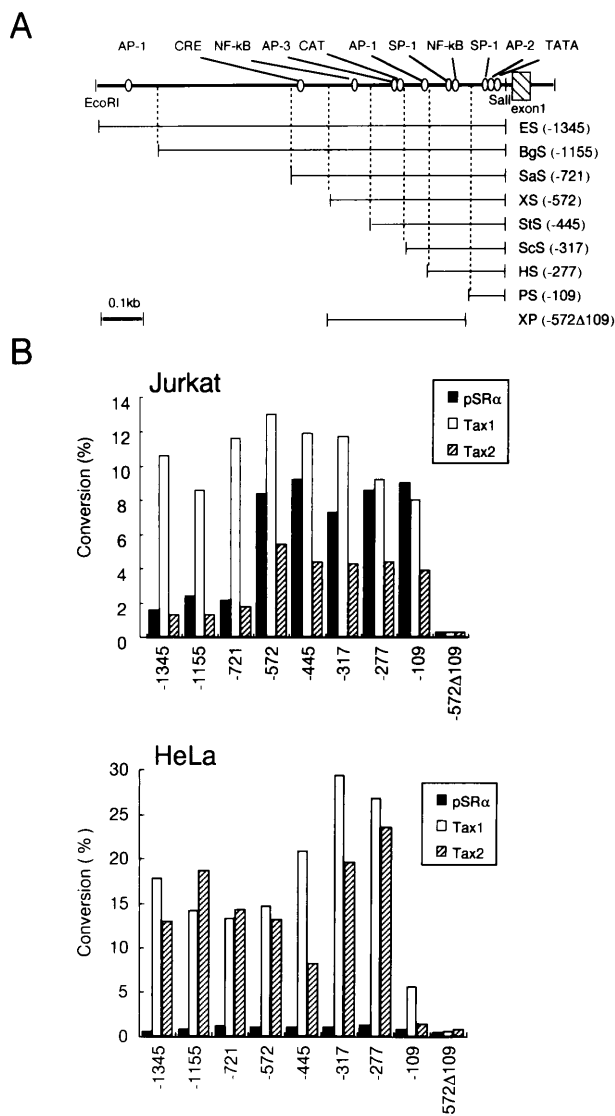 A
AP-1 CRE NF-kB AP-3 CAT AP-1 SP-1 NF-kB SP-1 AP-2 TATA
EcoRI SalI exon1
ES (-1345)
BgS (-1155)
SaS (-721)
XS (-572)
StS (-445)
ScS (-317)
HS (-277)
PS (-109)
0.1kb XP (-572Δ109)
B
Jurkat
pSRα
Tax1
Tax2
Conversion (%)
14
12
10
8
6
4
2
0
-1345 -1155 -721 -572 -445 -317 -277 -109 -572Δ109
HeLa
pSRα
Tax1
Tax2
Conversion ( % )
30
25
20
15
10
5
0
-1345 -1155 -721 -572 -445 -317 -277 -109 572Δ109